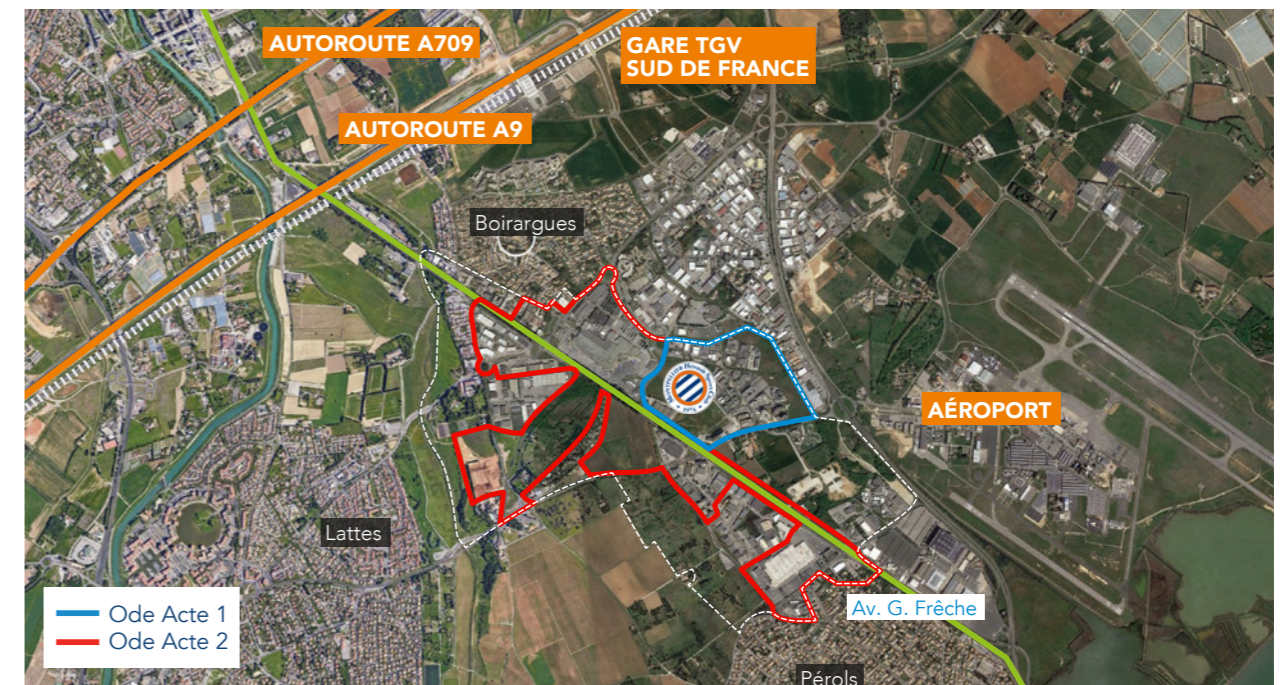 AUTOROUTE A709
GARE TGV
SUD DE FRANCE
AUTOROUTE A9
Boirargues
AÉROPORT
Lattes
Ode Acte 1
Ode Acte 2
Av. G. Frêche
Pérols